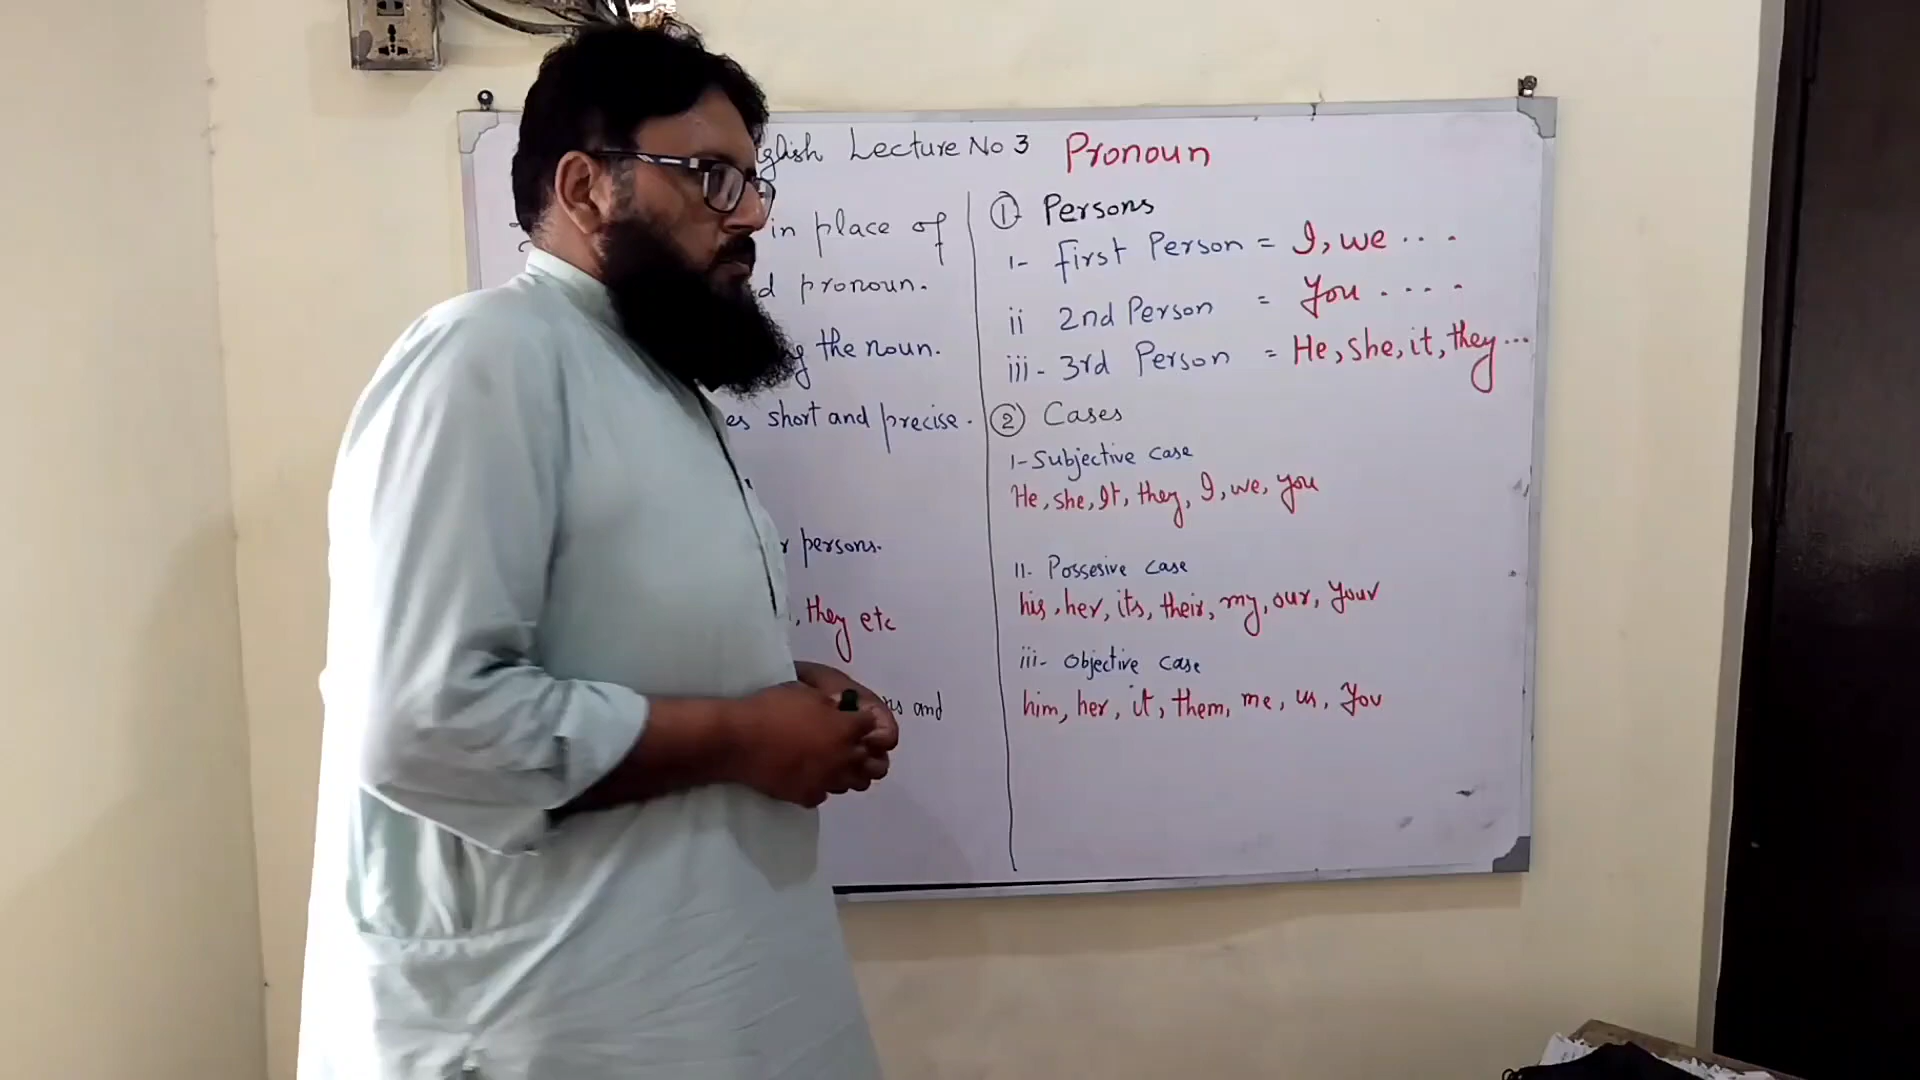 Lecture No 3 Pronoun
in place of
pronoun.
the noun.
short and precise.
persons.
they etc
and
① Persons
i- First Person = I, we ....
ii 2nd Person = You ....
iii- 3rd Person = He, she, it, they...
② Cases
i- Subjective case
He, she, It, they, I, we, you
II- Possesive case
his, her, its, their, my, our, your
iii- Objective case
him, her, it, them, me, us, You